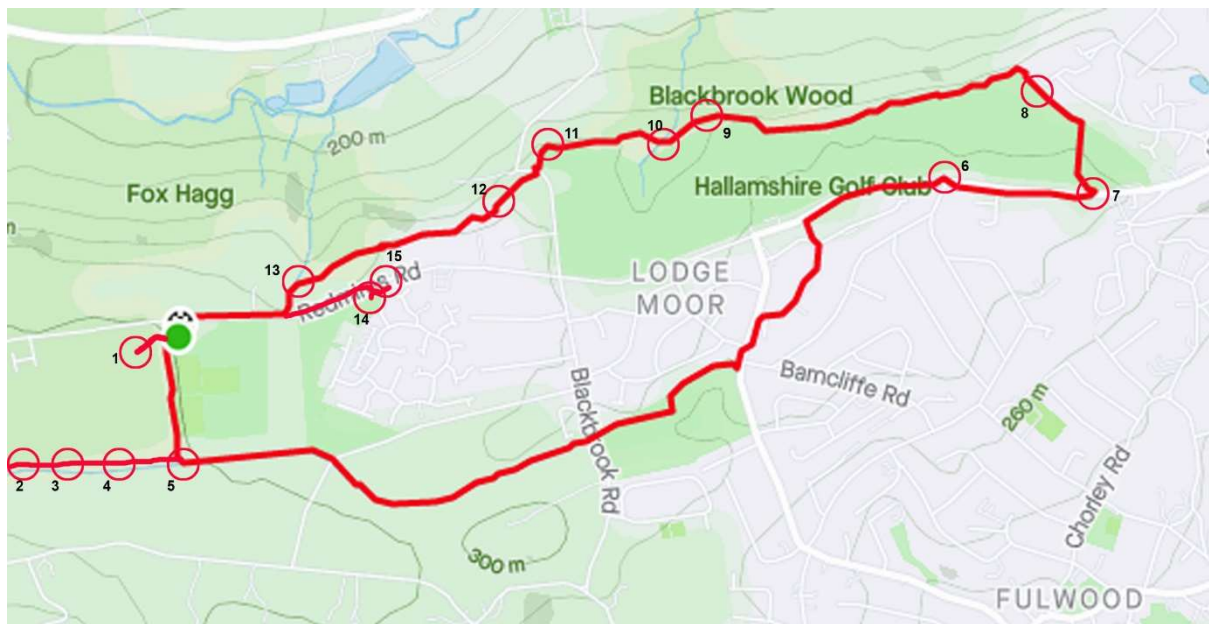 Blackbrook Wood
8
11
10
9
200 m
6
Hallamshire Golf Club
7
Fox Hagg
12
m
13
15
LODGE
MOOR
14
1
Blackbrook Rd
Barncliffe Rd
260 m
2
3
4
5
Chorley Rd
300 m
FULWOOD